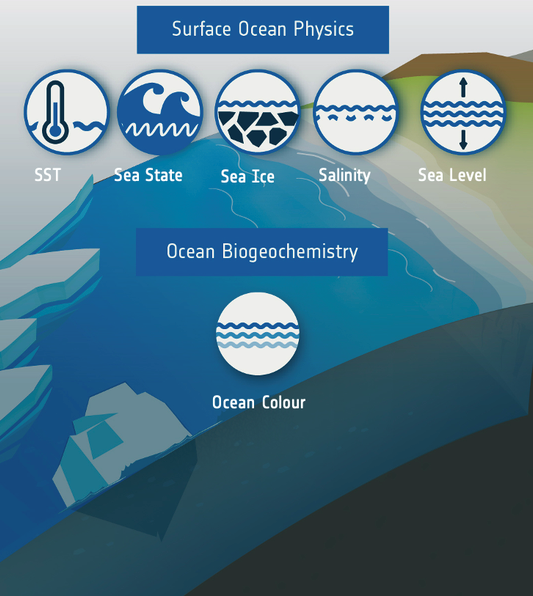 Surface Ocean Physics
SST
Sea State
Sea Ice
Salinity
Sea Level
Ocean Biogeochemistry
Ocean Colour